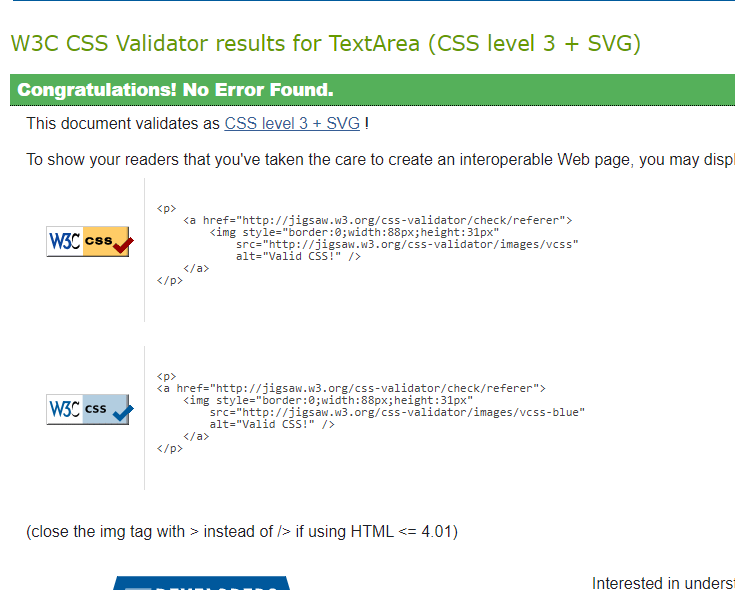 W3C CSS Validator results for TextArea (CSS level 3 + SVG)
Congratulations! No Error Found.
This document validates as CSS level 3 + SVG !
To show your readers that you've taken the care to create an interoperable Web page, you may displ
<p>
<a href="http://jigsaw.w3.org/css-validator/check/referer">
<img style="border:0;width:88px;height:31px"
src="http://jigsaw.w3.org/css-validator/images/vcss"
alt="Valid CSS!" />
</a>
</p>
W3C css
<p>
<a href="http://jigsaw.w3.org/css-validator/check/referer">
<img style="border:0;width:88px;height:31px"
src="http://jigsaw.w3.org/css-validator/images/vcss-blue"
alt="Valid CSS!" />
</a>
</p>
W3C css
(close the img tag with > instead of /> if using HTML <= 4.01)
Interested in underst